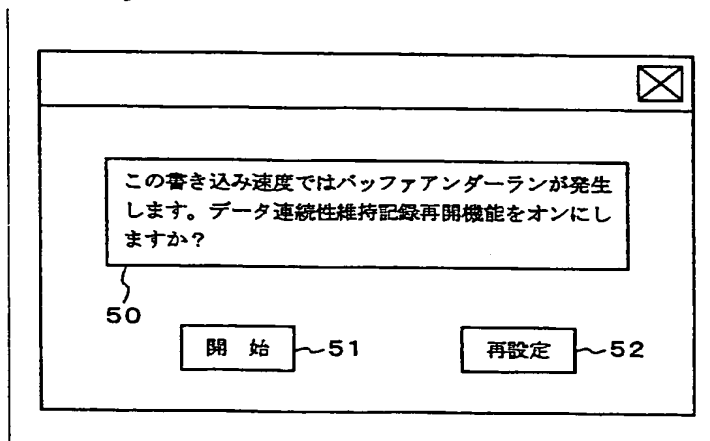 この書き込み速度ではバッファアンダーランが発生
します。データ連続性維持記録再開機能をオンにし
ますか？
50
開 始
51
再設定
52